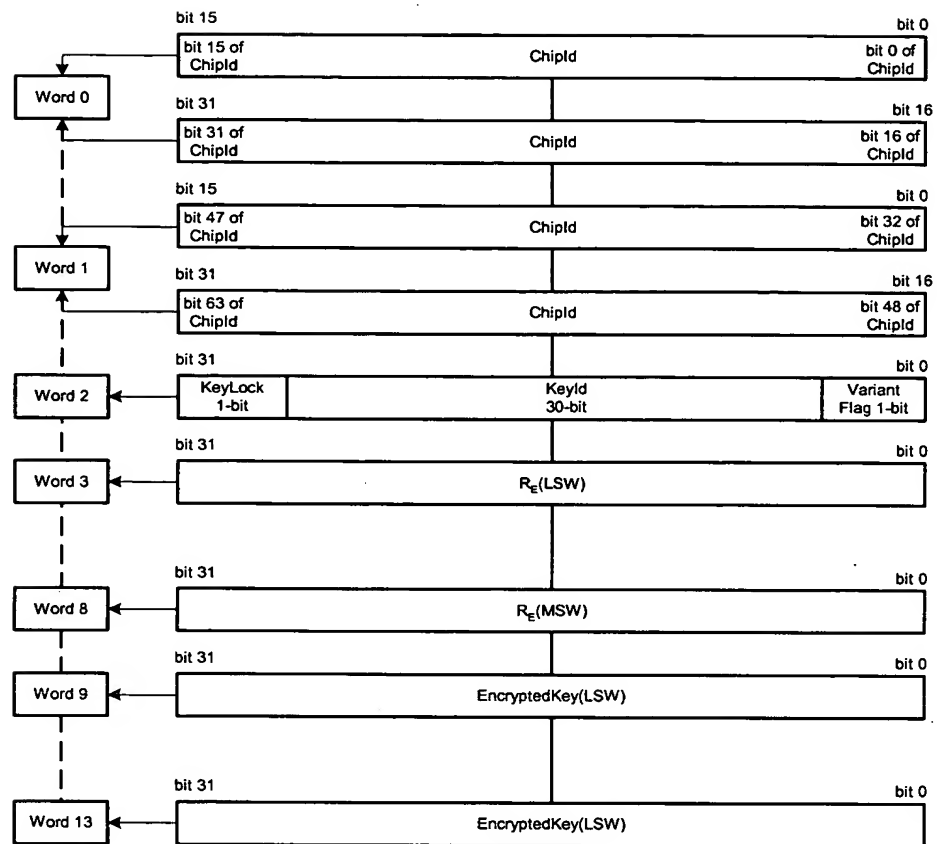 bit 15 bit 0
bit 15 of ChipId bit 0 of
ChipId ChipId
Word 0
bit 31 bit 16
bit 31 of ChipId bit 16 of
ChipId ChipId
bit 15 bit 0
bit 47 of ChipId bit 32 of
ChipId ChipId
Word 1
bit 31 bit 16
bit 63 of ChipId bit 48 of
ChipId ChipId
bit 31 bit 0
Word 2 KeyLock KeyId Variant
1-bit 30-bit Flag 1-bit
bit 31 bit 0
Word 3 RE(LSW)
bit 31 bit 0
Word 8 RE(MSW)
bit 31 bit 0
Word 9 EncryptedKey(LSW)
bit 31 bit 0
Word 13 EncryptedKey(LSW)